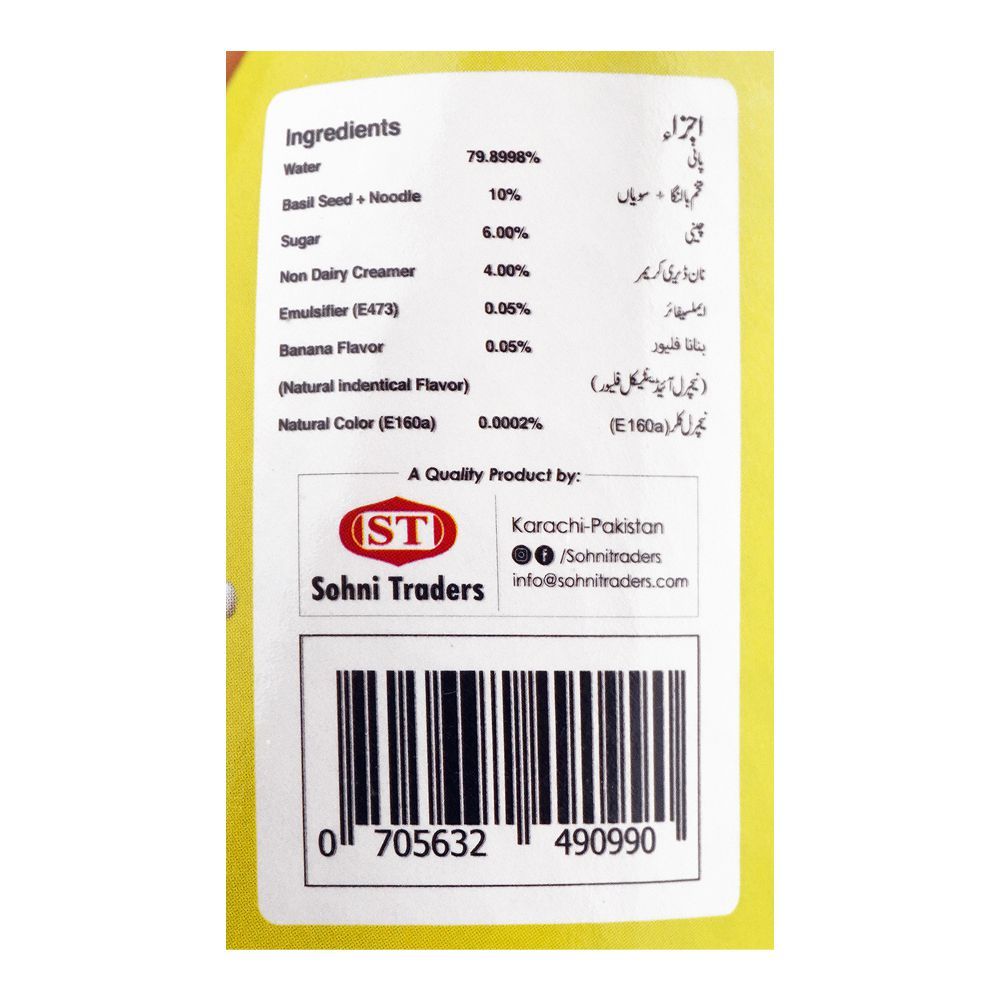 Ingredients اجزاء
Water 79.8998% پانی
Basil Seed + Noodle 10% تخم بالنگا + سویاں
Sugar 6.00% چینی
Non Dairy Creamer 4.00% نان ڈیری کریمر
Emulsifier (E473) 0.05% ایملسیفائر
Banana Flavor 0.05% بنانا فلیور
(Natural indentical Flavor) (نیچرل آئیڈینٹیکل فلیور)
Natural Color (E160a) 0.0002% نیچرل کلر (E160a)
A Quality Product by:
ST
Sohni Traders
Karachi-Pakistan
/Sohnitraders
info@sohnitraders.com
0 705632 490990